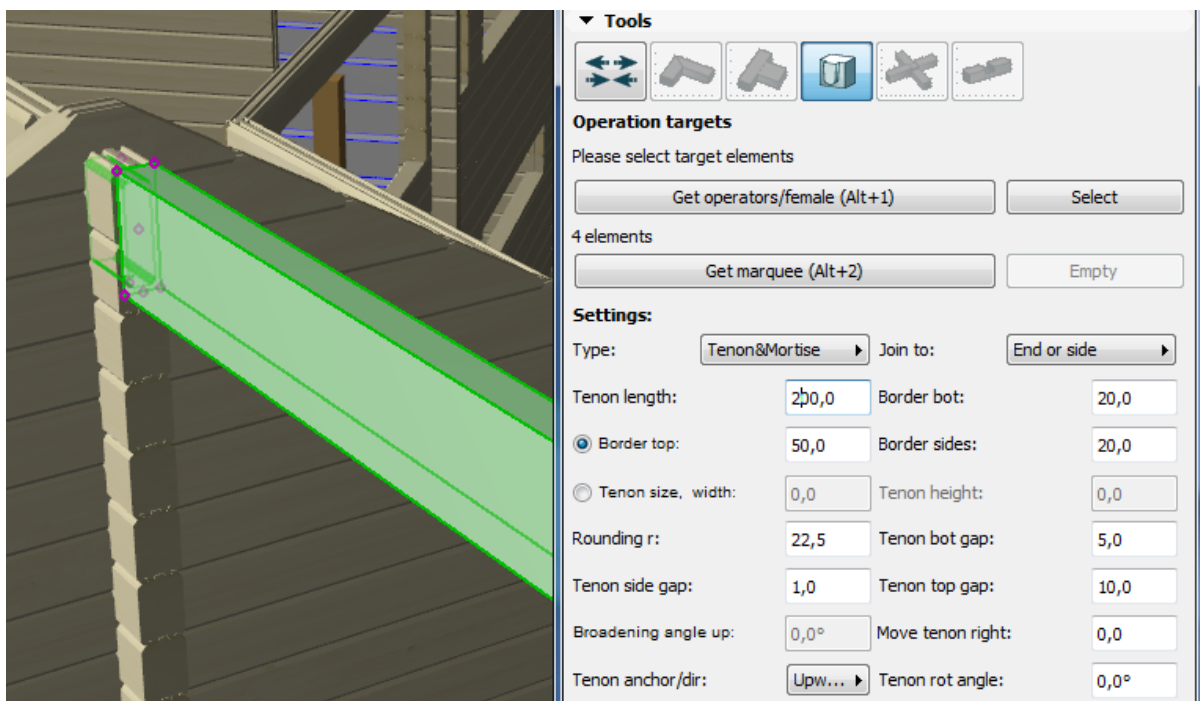 Tools
Operation targets
Please select target elements
Get operators/female (Alt+1) Select
4 elements
Get marquee (Alt+2) Empty
Settings:
Type: Tenon&Mortise Join to: End or side
Tenon length: 200,0 Border bot: 20,0
Border top: 50,0 Border sides: 20,0
Tenon size, width: 0,0 Tenon height: 0,0
Rounding r: 22,5 Tenon bot gap: 5,0
Tenon side gap: 1,0 Tenon top gap: 10,0
Broadening angle up: 0,0° Move tenon right: 0,0
Tenon anchor/dir: Upw... Tenon rot angle: 0,0°